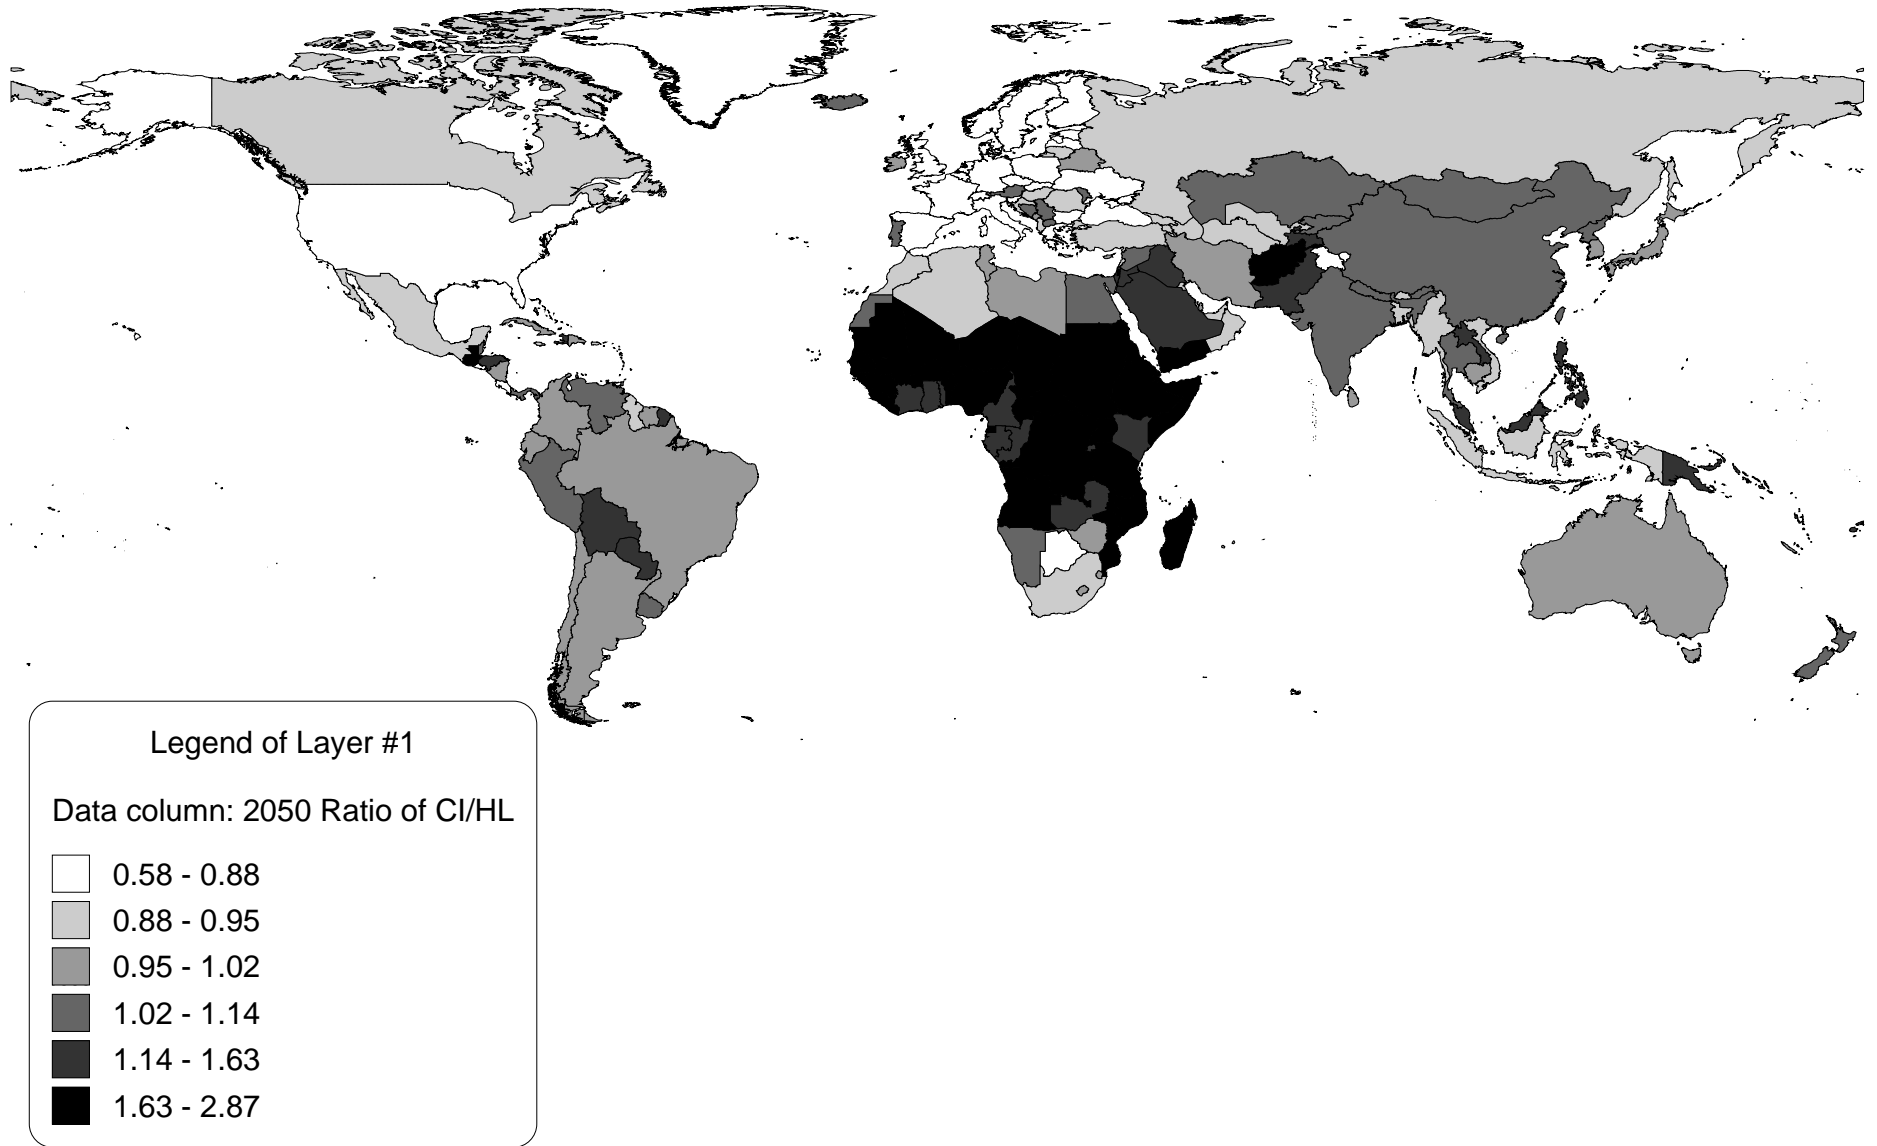 Legend of Layer #1
Data column: 2050 Ratio of CI/HL
0.58 - 0.88
0.88 - 0.95
0.95 - 1.02
1.02 - 1.14
1.14 - 1.63
1.63 - 2.87